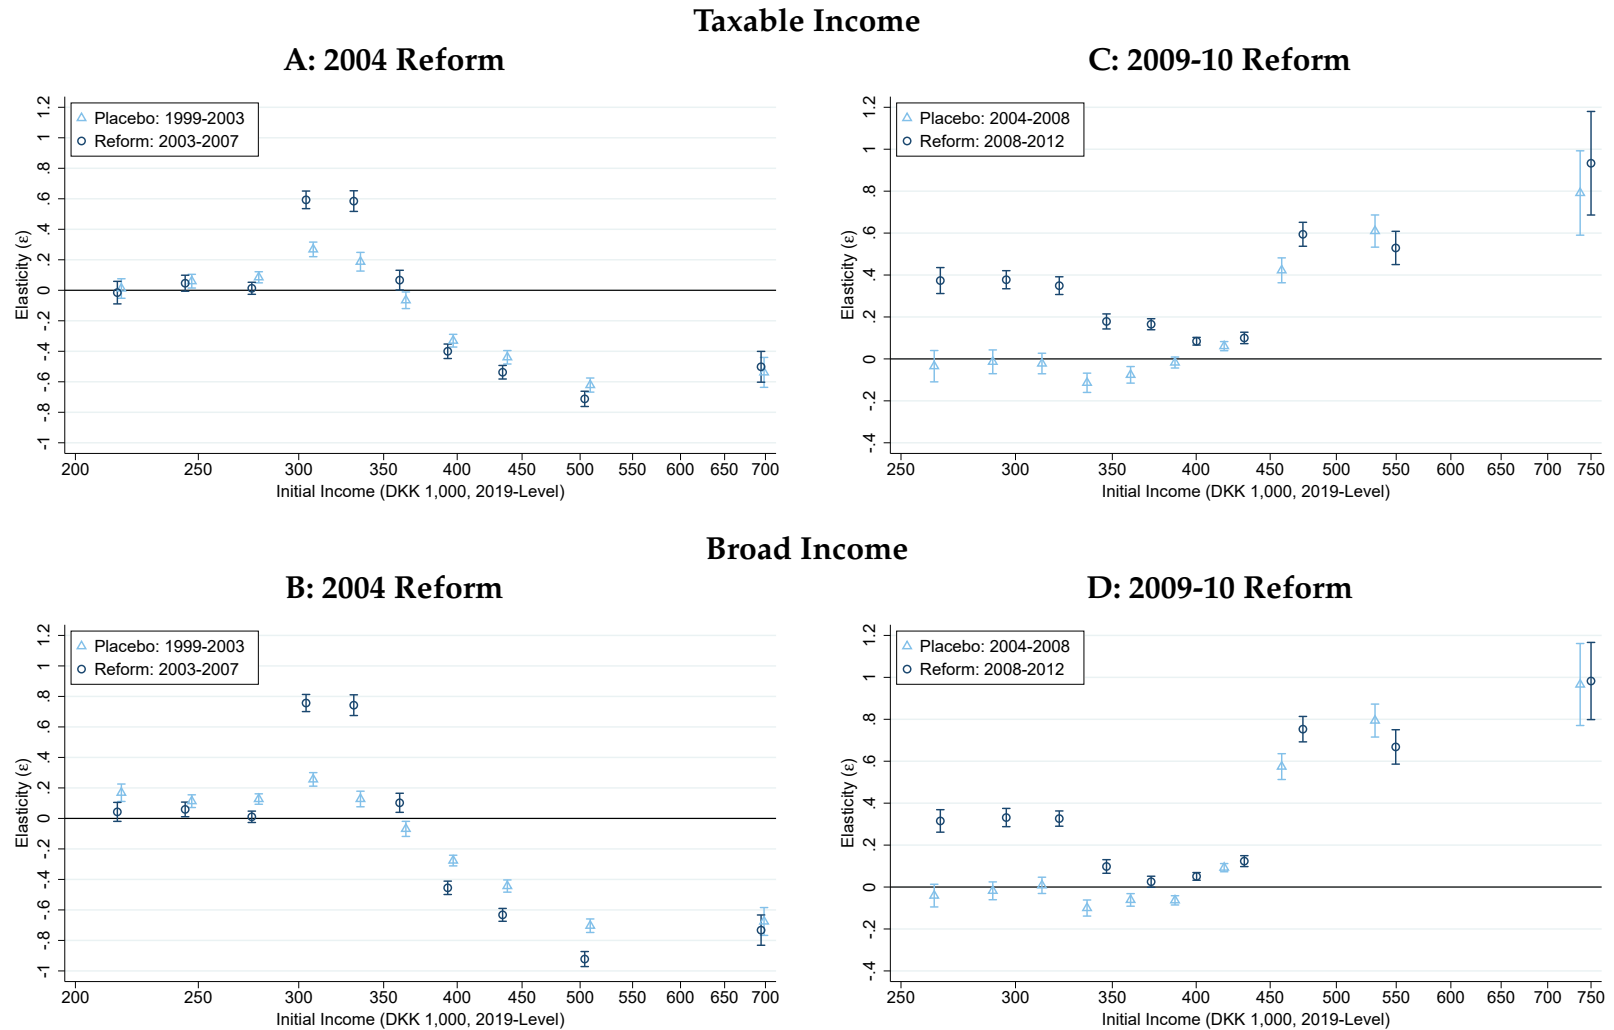 Taxable Income
A: 2004 Reform
Elasticity (ε)
1.2
1
.8
.6
.4
.2
0
-.2
-.4
-.6
-.8
-1
Placebo: 1999-2003
Reform: 2003-2007
200 250 300 350 400 450 500 550 600 650 700
Initial Income (DKK 1,000, 2019-Level)
C: 2009-10 Reform
Elasticity (ε)
1.2
1
.8
.6
.4
.2
0
-.2
-.4
Placebo: 2004-2008
Reform: 2008-2012
250 300 350 400 450 500 550 600 650 700 750
Initial Income (DKK 1,000, 2019-Level)
Broad Income
B: 2004 Reform
Elasticity (ε)
1.2
1
.8
.6
.4
.2
0
-.2
-.4
-.6
-.8
-1
Placebo: 1999-2003
Reform: 2003-2007
200 250 300 350 400 450 500 550 600 650 700
Initial Income (DKK 1,000, 2019-Level)
D: 2009-10 Reform
Elasticity (ε)
1.2
1
.8
.6
.4
.2
0
-.2
-.4
Placebo: 2004-2008
Reform: 2008-2012
250 300 350 400 450 500 550 600 650 700 750
Initial Income (DKK 1,000, 2019-Level)